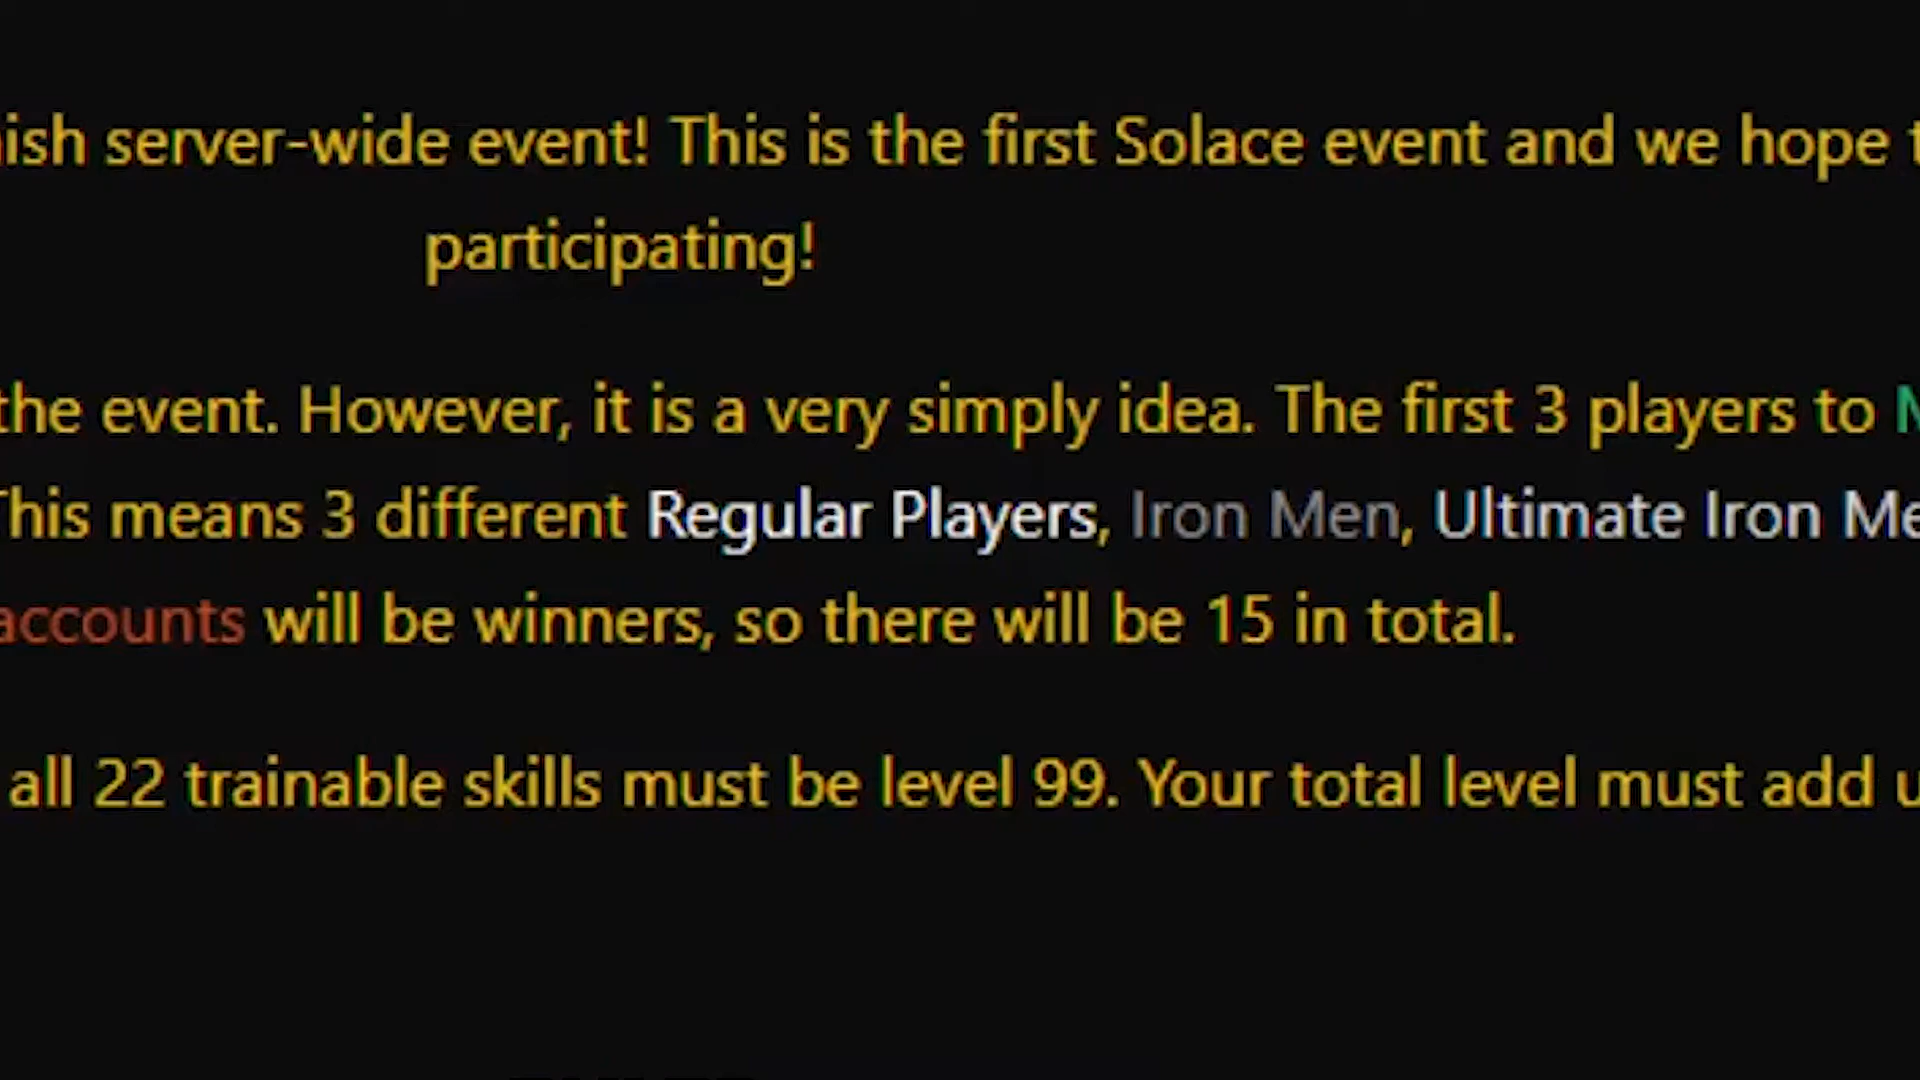 server-wide event! This is the first Solace event and we hope
participating!
the event. However, it is a very simply idea. The first 3 players to
This means 3 different Regular Players, Iron Men, Ultimate Iron
accounts will be winners, so there will be 15 in total.
all 22 trainable skills must be level 99. Your total level must add